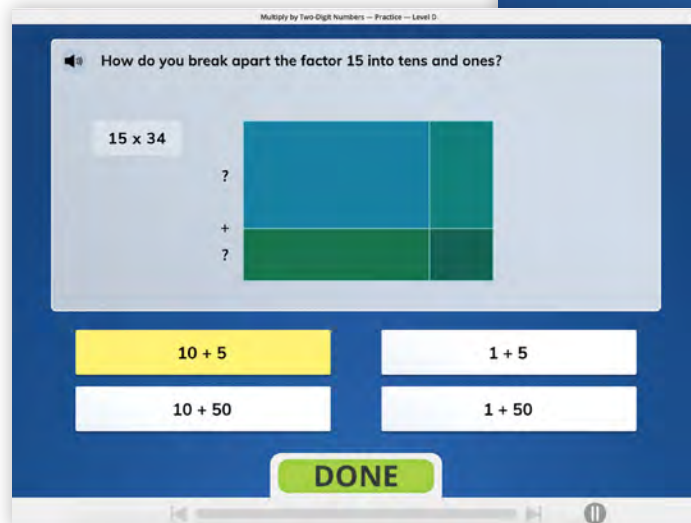 Multiply by Two-Digit Numbers — Practice — Level D
How do you break apart the factor 15 into tens and ones?
15 x 34
?
+
?
10 + 5
1 + 5
10 + 50
1 + 50
DONE